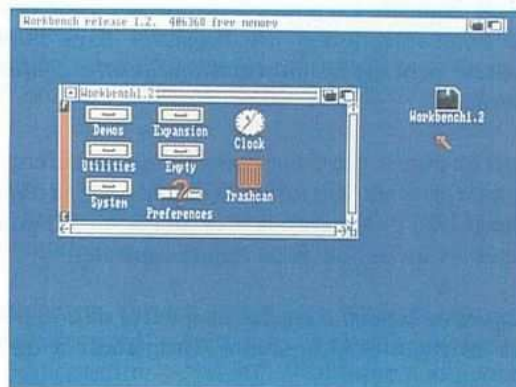 Workbench release 1.2. 406360 free memory
Workbench1.2
Demos Expansion Clock
Utilities Empty Trashcan
System Preferences
Workbench1.2